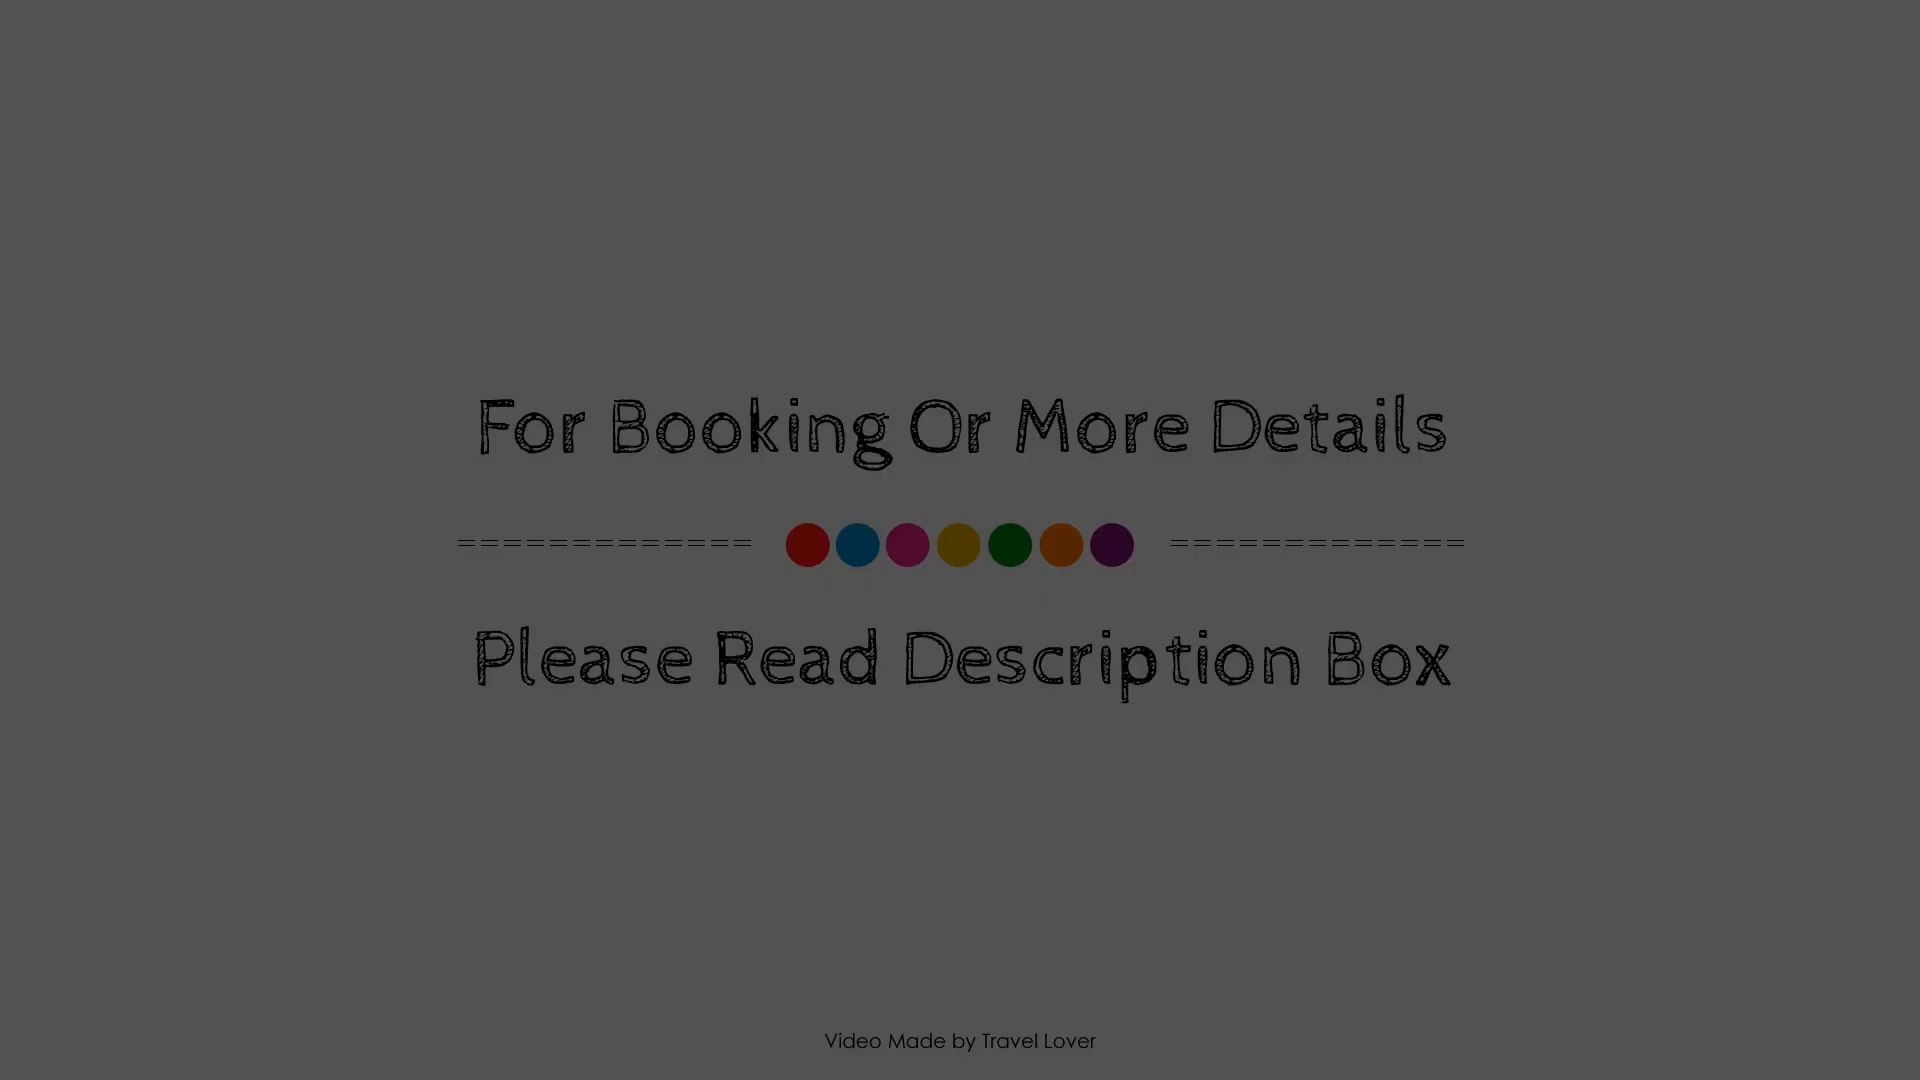 For Booking Or More Details
============= =============
Please Read Description Box
Video Made by Travel Lover